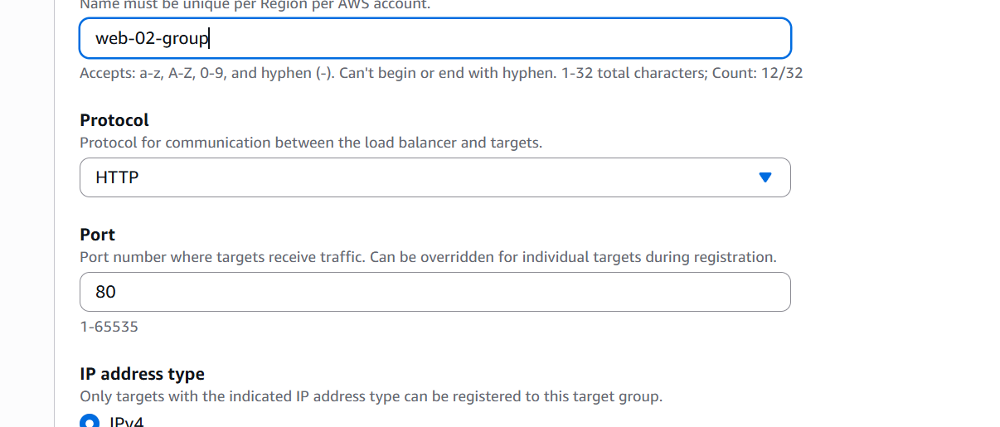 Name must be unique per Region per AWS account.
web-02-group
Accepts: a-z, A-Z, 0-9, and hyphen (-). Can't begin or end with hyphen. 1-32 total characters; Count: 12/32
Protocol
Protocol for communication between the load balancer and targets.
HTTP
Port
Port number where targets receive traffic. Can be overridden for individual targets during registration.
80
1-65535
IP address type
Only targets with the indicated IP address type can be registered to this target group.
IPv4